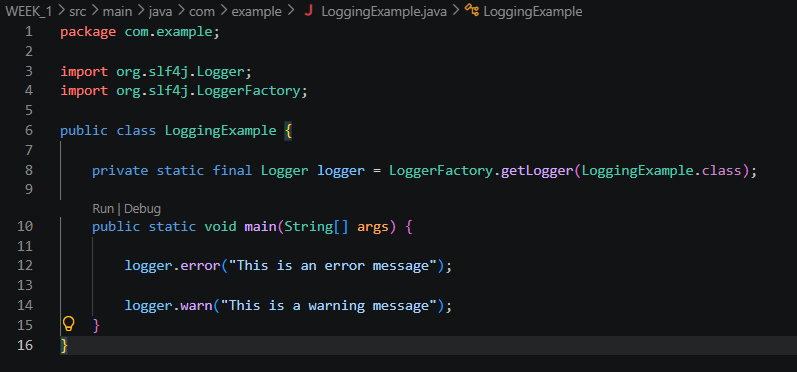 WEEK_1 > src > main > java > com > example > J LoggingExample.java > LoggingExample
1 package com.example;
2
3 import org.slf4j.Logger;
4 import org.slf4j.LoggerFactory;
5
6 public class LoggingExample {
7
8 private static final Logger logger = LoggerFactory.getLogger(LoggingExample.class);
9
Run | Debug
10 public static void main(String[] args) {
11
12 logger.error("This is an error message");
13
14 logger.warn("This is a warning message");
15 }
16 }